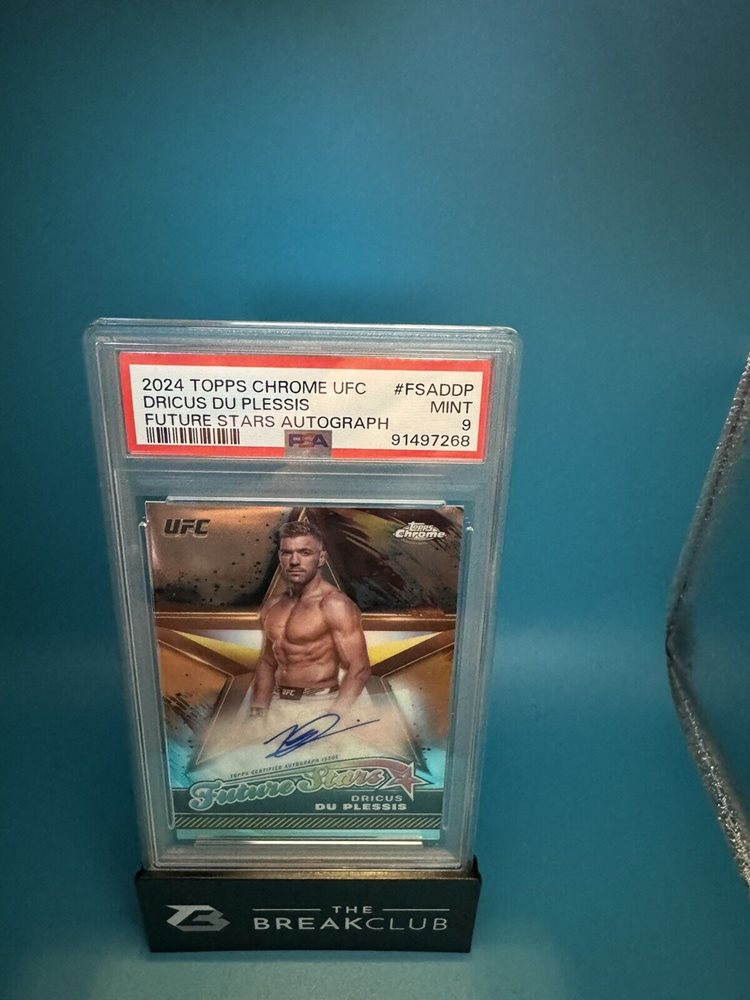 2024 TOPPS CHROME UFC #FSADDP
DRICUS DU PLESSIS MINT
FUTURE STARS AUTOGRAPH 9
PSA 91497268
UFC
TOPPS
Chrome
UFC
TOPPS CERTIFIED AUTOGRAPH ISSUE
Future Stars
DRICUS
DU PLESSIS
THE
BREAKCLUB